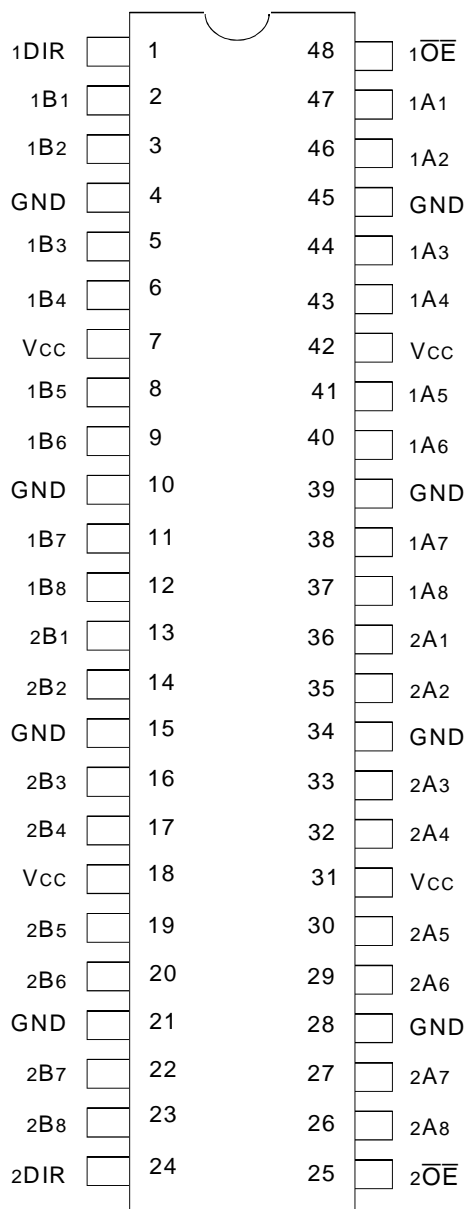 1DIR 1 48 1O̅E̅
1B1 2 47 1A1
1B2 3 46 1A2
GND 4 45 GND
1B3 5 44 1A3
1B4 6 43 1A4
VCC 7 42 VCC
1B5 8 41 1A5
1B6 9 40 1A6
GND 10 39 GND
1B7 11 38 1A7
1B8 12 37 1A8
2B1 13 36 2A1
2B2 14 35 2A2
GND 15 34 GND
2B3 16 33 2A3
2B4 17 32 2A4
VCC 18 31 VCC
2B5 19 30 2A5
2B6 20 29 2A6
GND 21 28 GND
2B7 22 27 2A7
2B8 23 26 2A8
2DIR 24 25 2O̅E̅